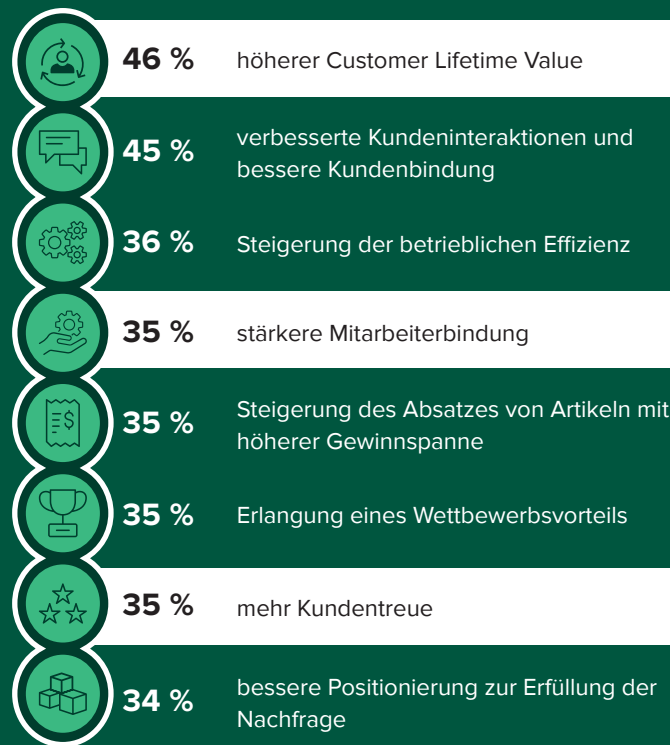 46 % höherer Customer Lifetime Value
45 % verbesserte Kundeninteraktionen und
bessere Kundenbindung
36 % Steigerung der betrieblichen Effizienz
35 % stärkere Mitarbeiterbindung
$
35 % Steigerung des Absatzes von Artikeln mit
höherer Gewinnspanne
35 % Erlangung eines Wettbewerbsvorteils
35 % mehr Kundentreue
34 % bessere Positionierung zur Erfüllung der
Nachfrage